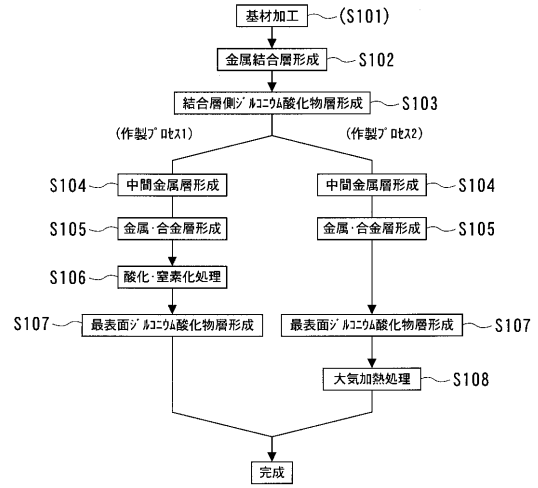 基材加工 (S101)
金属結合層形成 S102
結合層側ｼﾞﾙｺﾆｳﾑ酸化物層形成 S103
(作製ﾌﾟﾛｾｽ1) (作製ﾌﾟﾛｾｽ2)
S104 中間金属層形成 中間金属層形成 S104
S105 金属･合金層形成 金属･合金層形成 S105
S106 酸化･窒素化処理
S107 最表面ｼﾞﾙｺﾆｳﾑ酸化物層形成 最表面ｼﾞﾙｺﾆｳﾑ酸化物層形成 S107
大気加熱処理 S108
完成